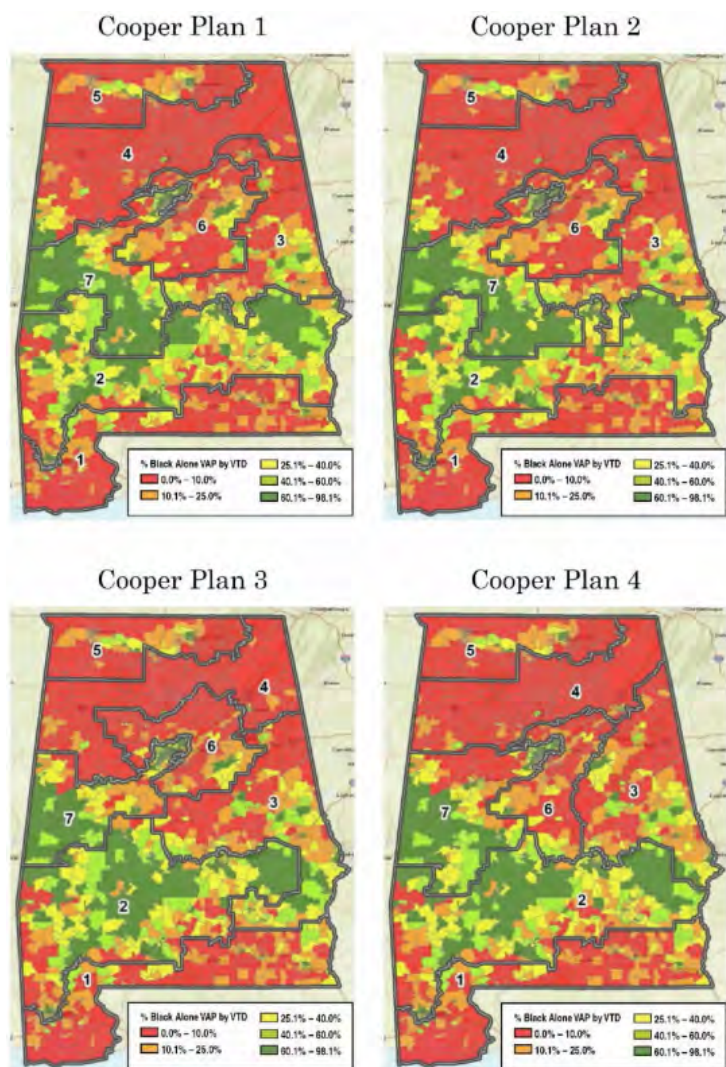 Cooper Plan 1
Cooper Plan 2
5
4
6
3
7
2
1
% Black Alone VAP by VTD
0.0% – 10.0%
10.1% – 25.0%
25.1% – 40.0%
40.1% – 60.0%
60.1% – 98.1%
5
4
6
3
7
2
1
% Black Alone VAP by VTD
0.0% – 10.0%
10.1% – 25.0%
25.1% – 40.0%
40.1% – 60.0%
60.1% – 98.1%
Cooper Plan 3
Cooper Plan 4
5
4
6
3
7
2
1
% Black Alone VAP by VTD
0.0% – 10.0%
10.1% – 25.0%
25.1% – 40.0%
40.1% – 60.0%
60.1% – 98.1%
5
4
7
3
6
2
1
% Black Alone VAP by VTD
0.0% – 10.0%
10.1% – 25.0%
25.1% – 40.0%
40.1% – 60.0%
60.1% – 98.1%